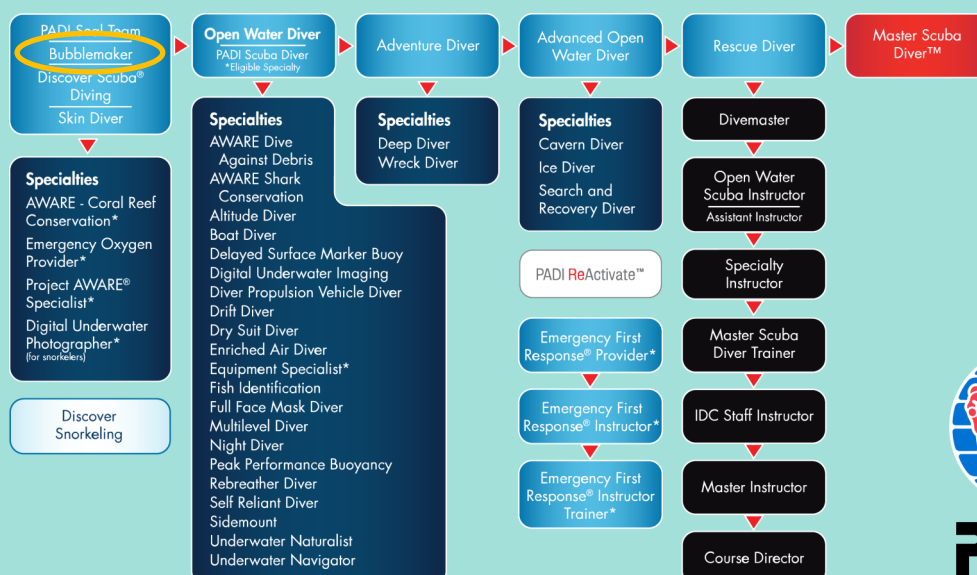 PADI Seal Team
Bubblemaker
Discover Scuba®
Diving
Skin Diver
Specialties
AWARE - Coral Reef
Conservation*
Emergency Oxygen
Provider*
Project AWARE®
Specialist*
Digital Underwater
Photographer*
(for snorkelers)
Discover
Snorkeling
Open Water Diver
PADI Scuba Diver
*Eligible Specialty
Specialties
AWARE Dive
Against Debris
AWARE Shark
Conservation
Altitude Diver
Boat Diver
Delayed Surface Marker Buoy
Digital Underwater Imaging
Diver Propulsion Vehicle Diver
Drift Diver
Dry Suit Diver
Enriched Air Diver
Equipment Specialist*
Fish Identification
Full Face Mask Diver
Multilevel Diver
Night Diver
Peak Performance Buoyancy
Rebreather Diver
Self Reliant Diver
Sidemount
Underwater Naturalist
Underwater Navigator
Adventure Diver
Specialties
Deep Diver
Wreck Diver
Advanced Open
Water Diver
Specialties
Cavern Diver
Ice Diver
Search and
Recovery Diver
PADI ReActivate™
Emergency First
Response® Provider*
Emergency First
Response® Instructor*
Emergency First
Response® Instructor
Trainer*
Rescue Diver
Divemaster
Open Water
Scuba Instructor
Assistant Instructor
Specialty
Instructor
Master Scuba
Diver Trainer
IDC Staff Instructor
Master Instructor
Course Director
Master Scuba
Diver™